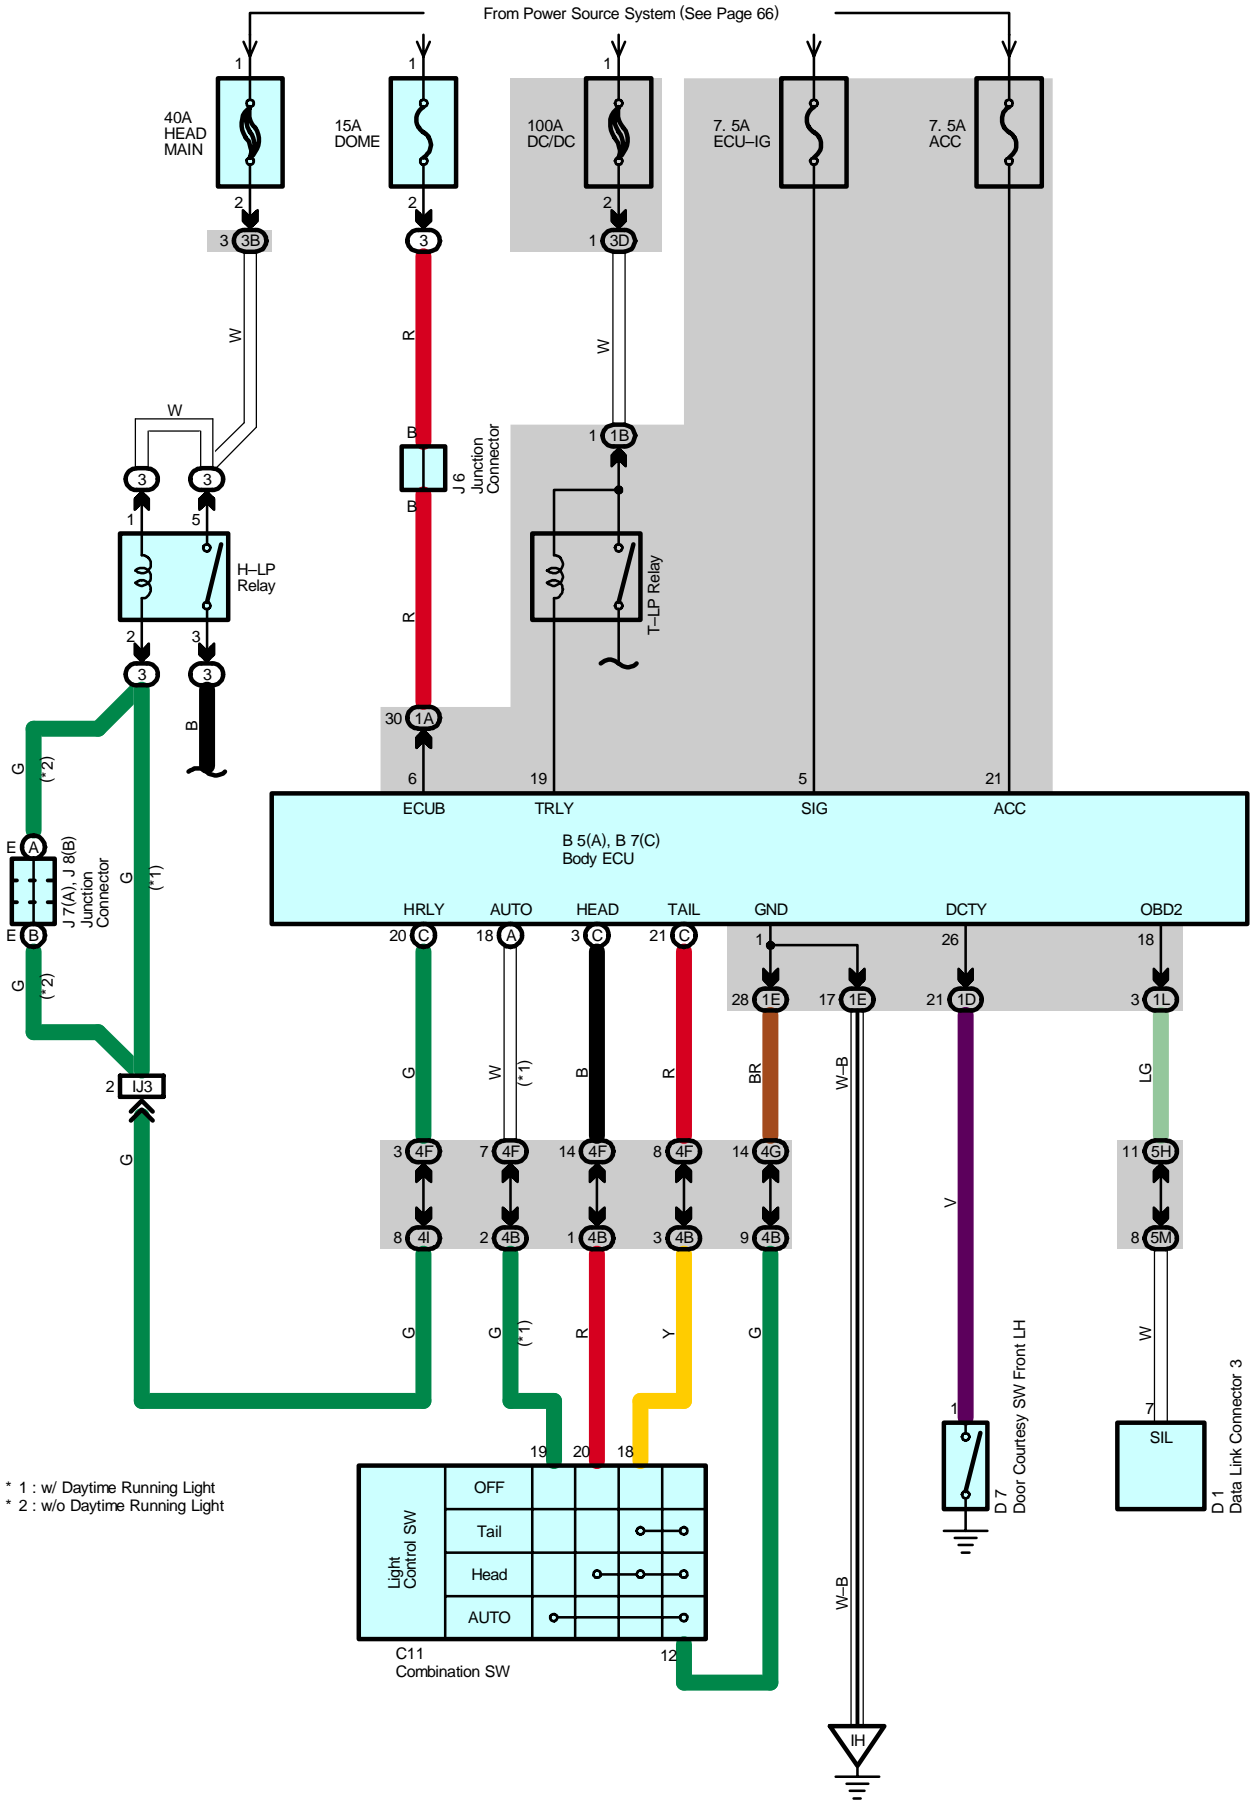 From Power Source System (See Page 66)
1
1
1
40A
HEAD
MAIN
15A
DOME
100A
DC/DC
7. 5A
ECU–IG
7. 5A
ACC
2
2
2
3 3B
3
1 3D
W
R
W
W
B
J 6
Junction
Connector
B
1 1B
3
3
1
5
H–LP
Relay
T–LP Relay
R
2
3
3
3
B
30 1A
G
(*2)
6
19
5
21
ECUB
TRLY
SIG
ACC
B 5(A), B 7(C)
Body ECU
E A
J 7(A), J 8(B)
Junction
Connector
G
(*1)
E B
HRLY
AUTO
HEAD
TAIL
GND
DCTY
OBD2
20 C
18 A
3 C
21 C
1
26
18
G
(*2)
28 1E
17 1E
21 1D
3 1L
2 IJ3
G
W
(*1)
B
R
BR
W–B
LG
G
3 4F
7 4F
14 4F
8 4F
14 4G
11 5H
V
8 4I
2 4B
1 4B
3 4B
9 4B
8 5M
G
G
(*1)
R
Y
G
W
1
7
SIL
D 7
Door Courtesy SW Front LH
D 1
Data Link Connector 3
19
20
18
* 1 : w/ Daytime Running Light
* 2 : w/o Daytime Running Light
Light
Control SW
OFF
Tail
Head
AUTO
W–B
C11
Combination SW
12
IH